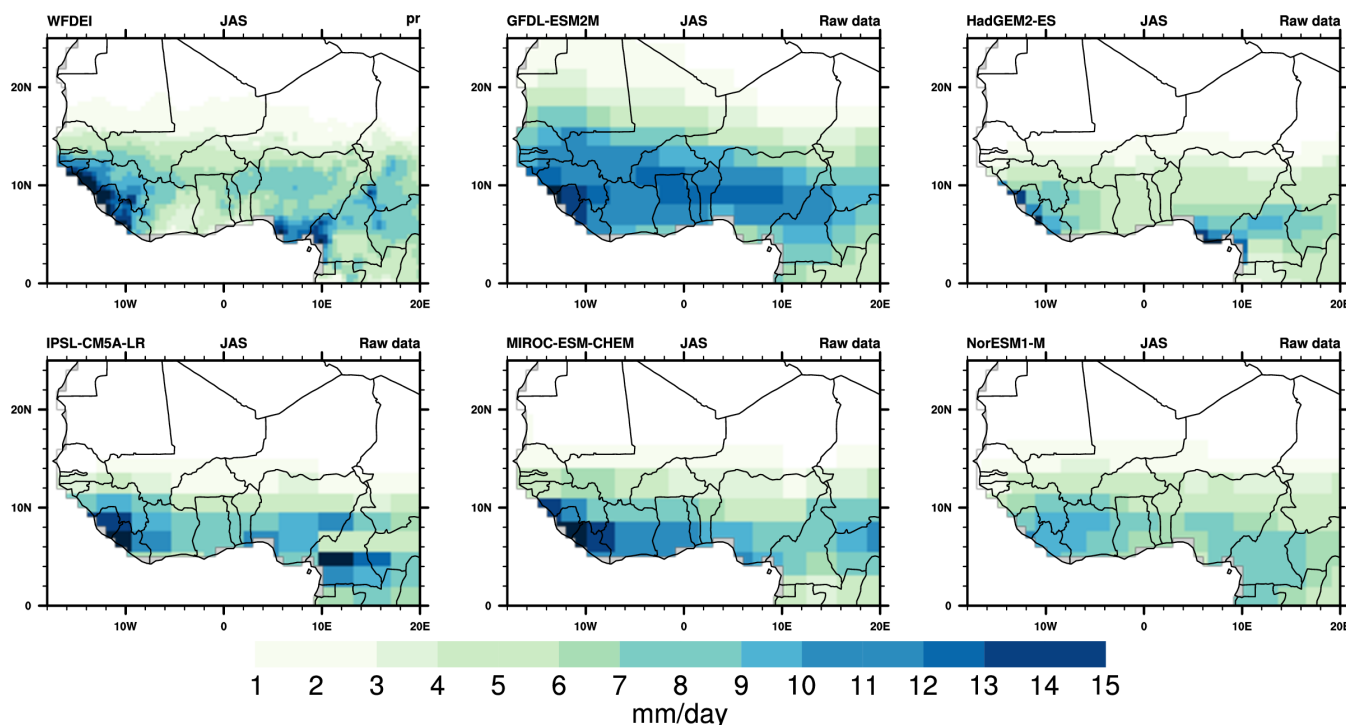 WFDEI JAS pr
GFDL-ESM2M JAS Raw data
HadGEM2-ES JAS Raw data
20N
20N
20N
10N
10N
10N
0
0
0
10W 0 10E 20E
10W 0 10E 20E
10W 0 10E 20E
IPSL-CM5A-LR JAS Raw data
MIROC-ESM-CHEM JAS Raw data
NorESM1-M JAS Raw data
20N
20N
20N
10N
10N
10N
0
0
0
10W 0 10E 20E
10W 0 10E 20E
10W 0 10E 20E
1 2 3 4 5 6 7 8 9 10 11 12 13 14 15
mm/day